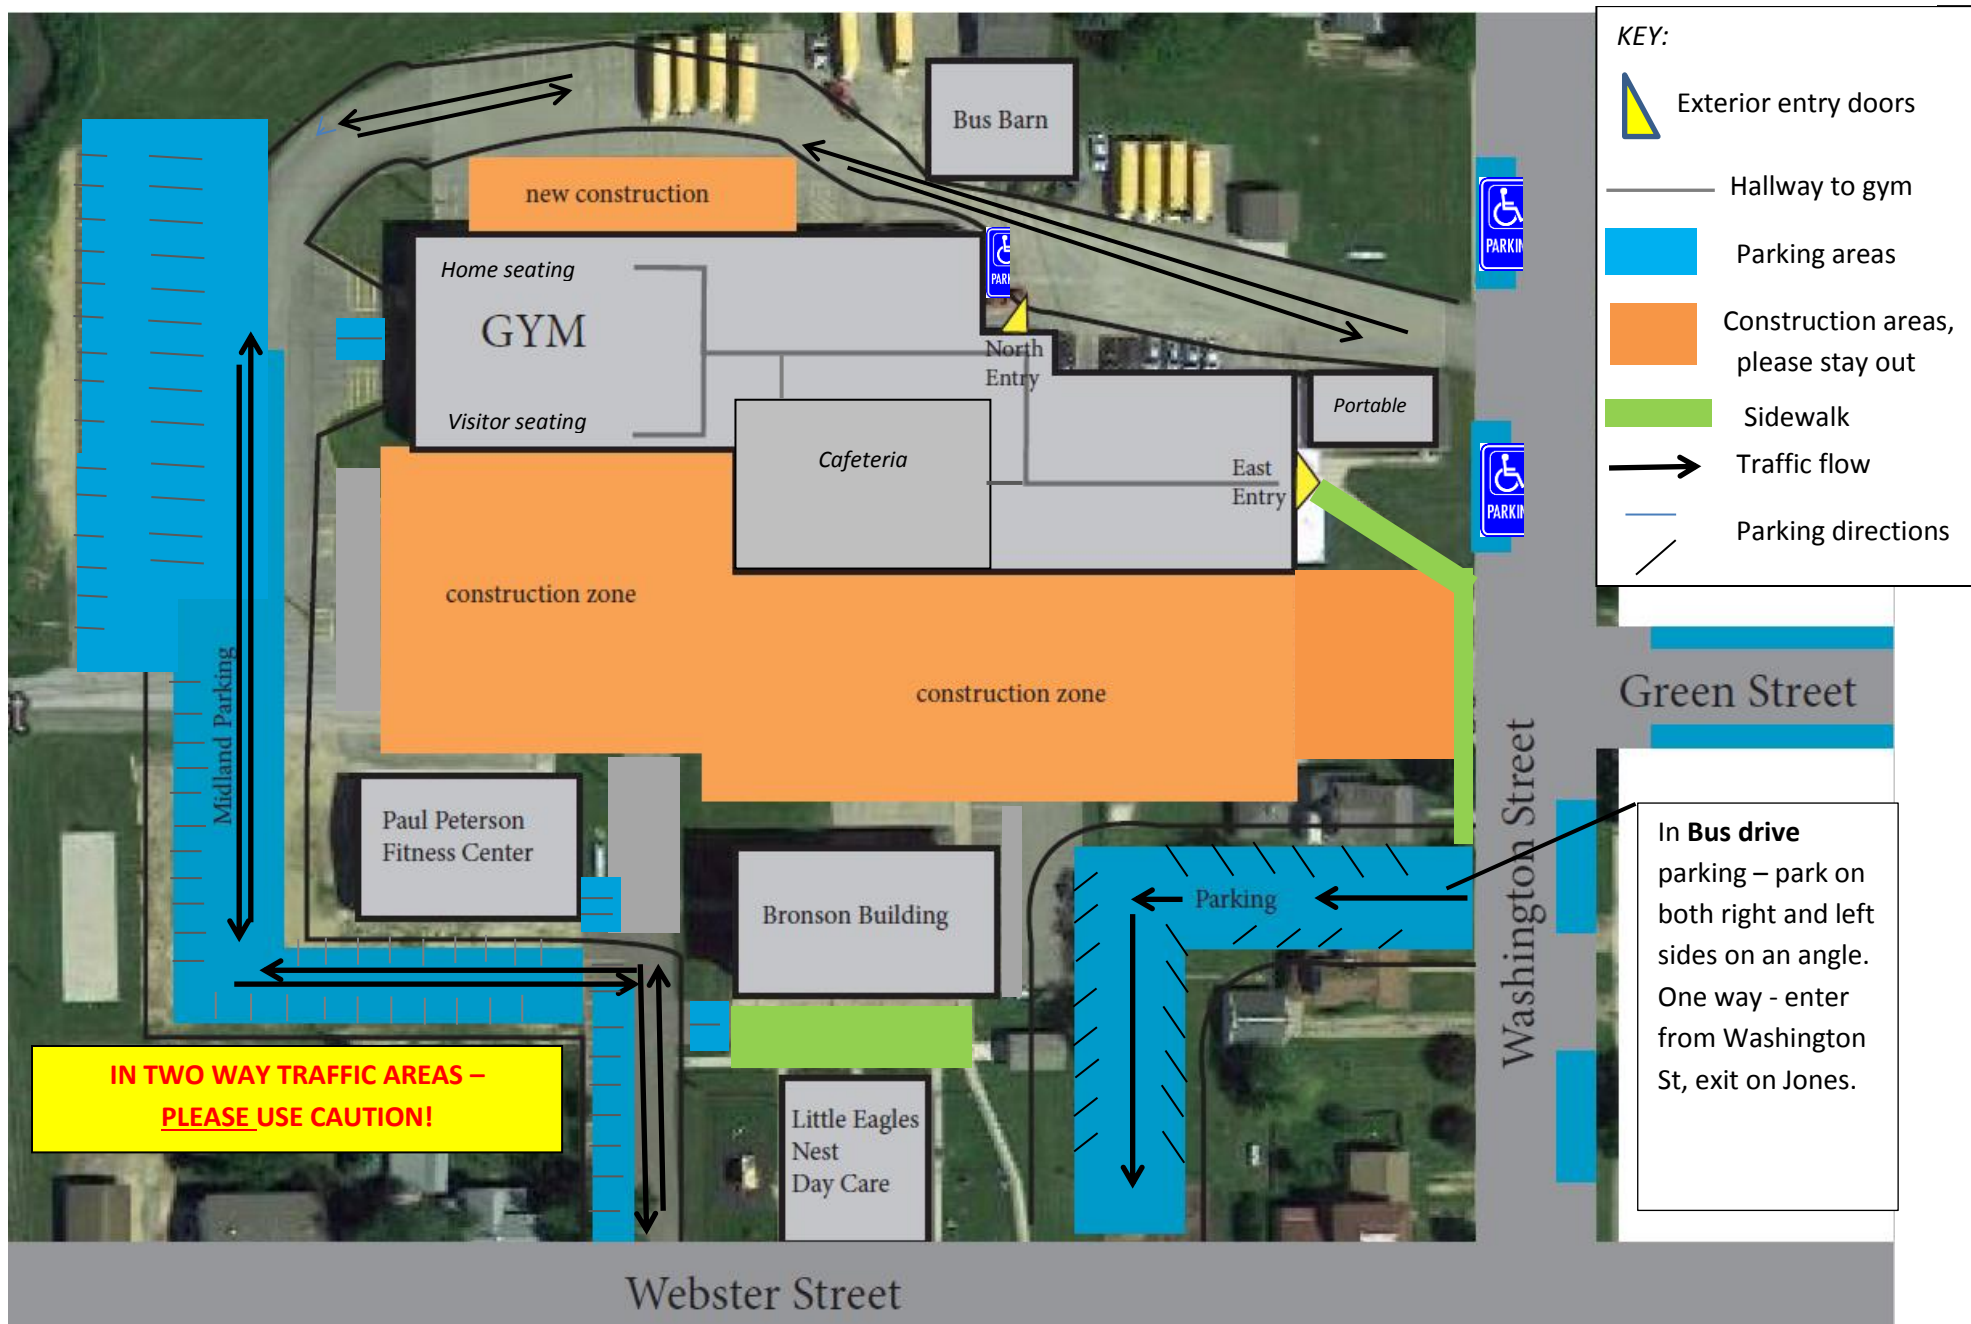 KEY:
Exterior entry doors
Hallway to gym
Parking areas
Construction areas,
please stay out
Sidewalk
Traffic flow
Parking directions
Bus Barn
new construction
Home seating
GYM
Visitor seating
North
Entry
Cafeteria
East
Entry
Portable
construction zone
construction zone
Midland Parking
Paul Peterson
Fitness Center
Bronson Building
Parking
Little Eagles
Nest
Day Care
Green Street
Washington Street
Webster Street
In Bus drive
parking – park on
both right and left
sides on an angle.
One way - enter
from Washington
St, exit on Jones.
IN TWO WAY TRAFFIC AREAS –
PLEASE USE CAUTION!